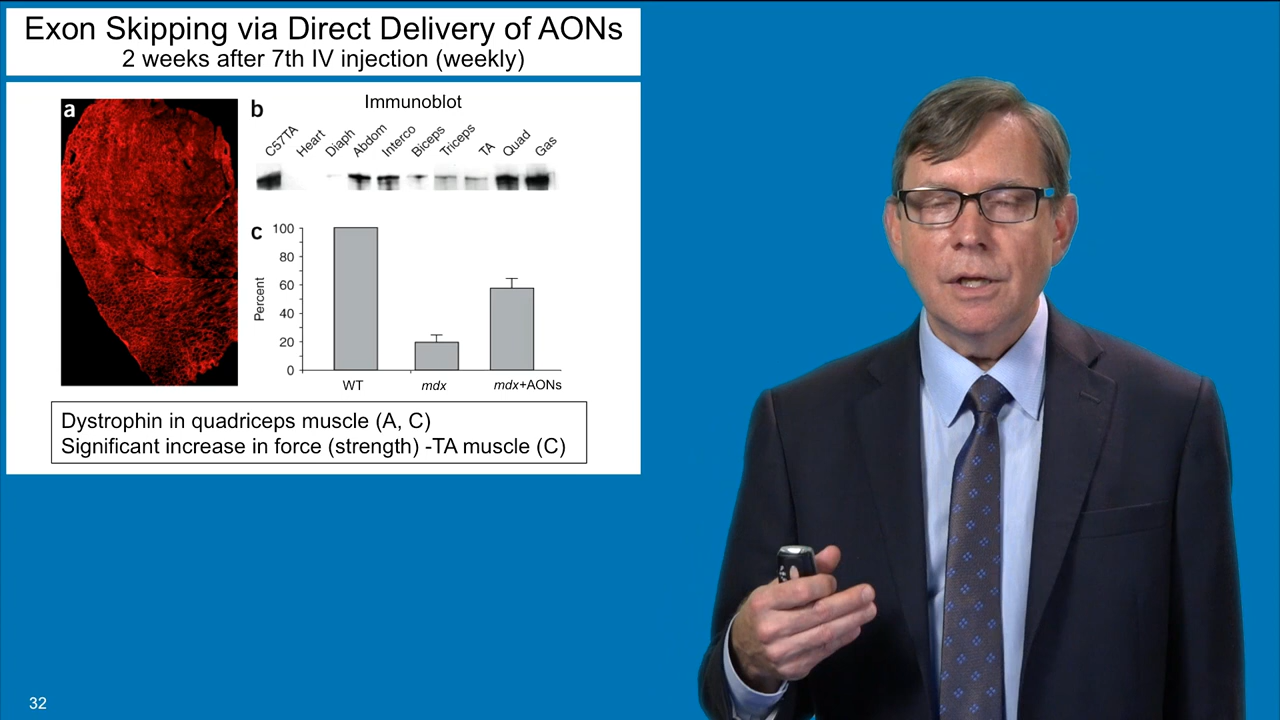 Exon Skipping via Direct Delivery of AONs
2 weeks after 7th IV injection (weekly)
a
b
Immunoblot
C57TA
Heart
Diaph
Abdom
Interco
Biceps
Triceps
TA
Quad
Gas
c
Percent
100
80
60
40
20
0
WT
mdx
mdx+AONs
Dystrophin in quadriceps muscle (A, C)
Significant increase in force (strength) -TA muscle (C)
32